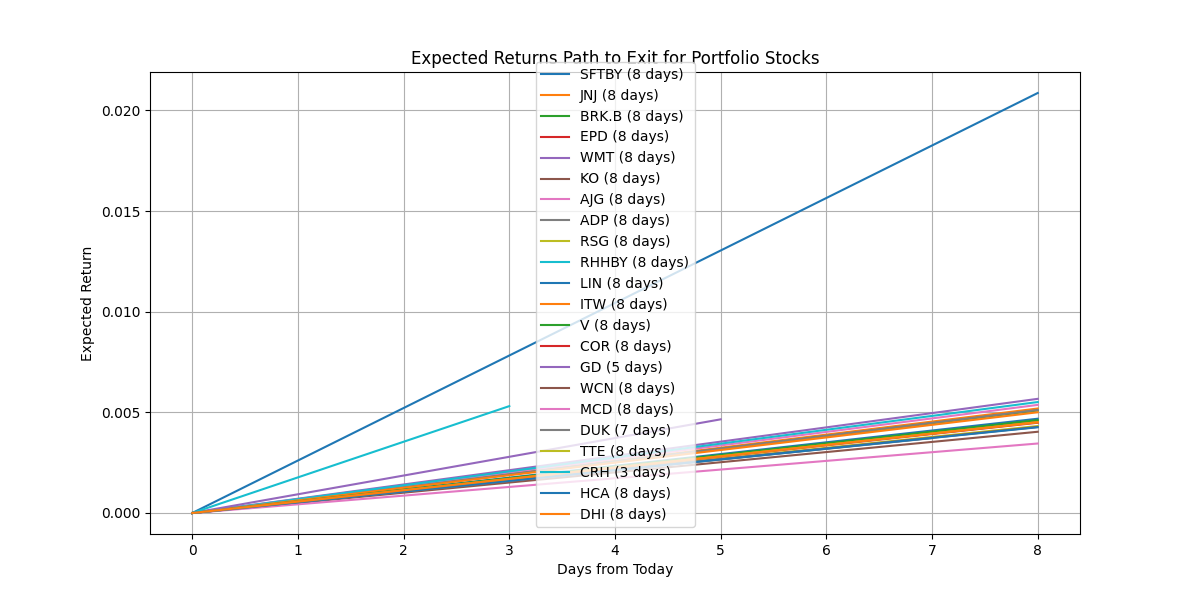 Expected Returns Path to Exit for Portfolio Stocks
SFTBY (8 days)
JNJ (8 days)
BRK.B (8 days)
EPD (8 days)
WMT (8 days)
KO (8 days)
AJG (8 days)
ADP (8 days)
RSG (8 days)
RHHBY (8 days)
LIN (8 days)
ITW (8 days)
V (8 days)
COR (8 days)
GD (5 days)
WCN (8 days)
MCD (8 days)
DUK (7 days)
TTE (8 days)
CRH (3 days)
HCA (8 days)
DHI (8 days)
Expected Return
0.020
0.015
0.010
0.005
0.000
0 1 2 3 4 5 6 7 8
Days from Today